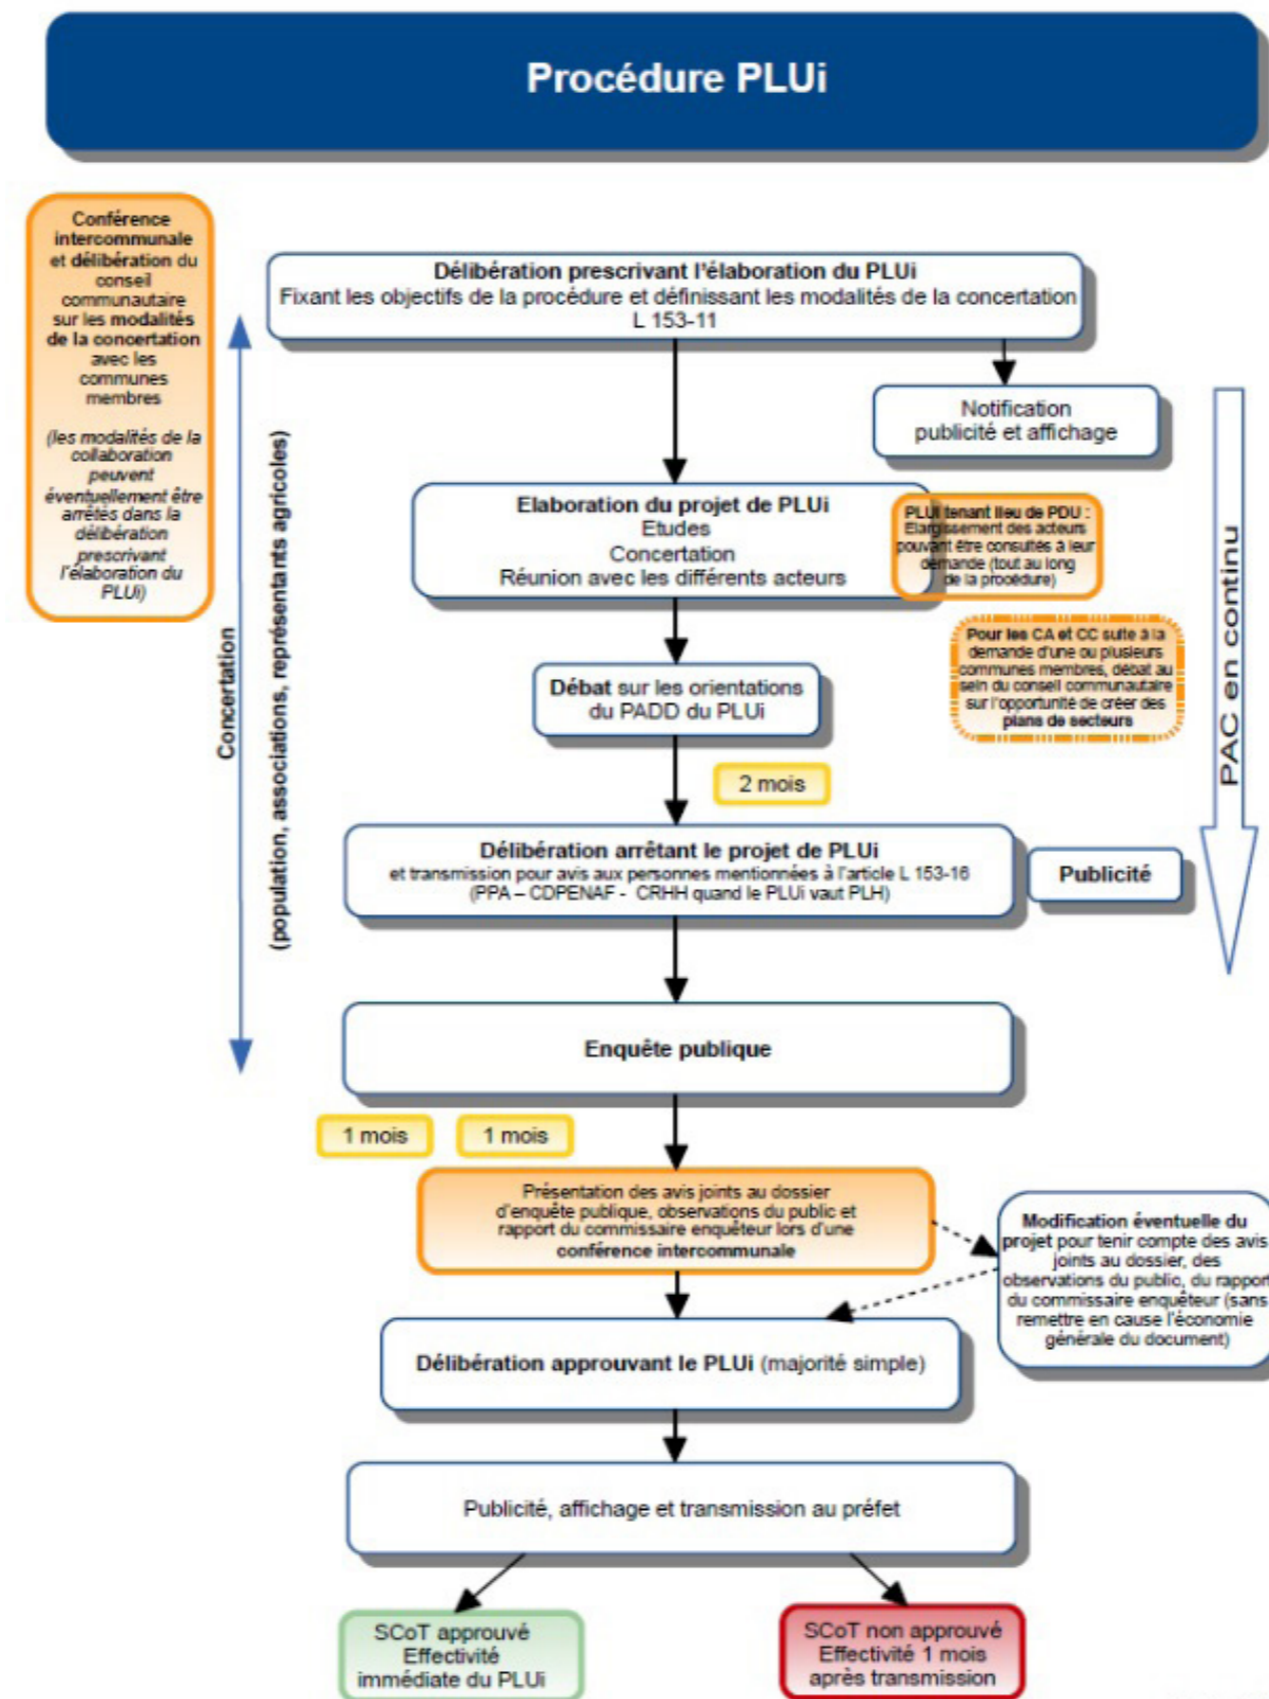 Procédure PLUi
Conférence
intercommunale
et délibération du
conseil
communautaire
sur les modalités
de la concertation
avec les
communes
membres
(les modalités de la
collaboration
peuvent
éventuellement être
arrêtés dans la
délibération
prescrivant
l'élaboration du
PLUi)
Délibération prescrivant l'élaboration du PLUi
Fixant les objectifs de la procédure et définissant les modalités de la concertation
L 153-11
Notification
publicité et affichage
Concertation
(population, associations, représentants agricoles)
PAC en continu
Elaboration du projet de PLUi
Etudes
Concertation
Réunion avec les différents acteurs
PLUi tenant lieu de PDU :
Elargissement des acteurs
pouvant être consultés à leur
demande (tout au long
de la procédure)
Pour les CA et CC suite à la
demande d'une ou plusieurs
communes membres, débat au
sein du conseil communautaire
sur l'opportunité de créer des
plans de secteurs
Débat sur les orientations
du PADD du PLUi
2 mois
Délibération arrêtant le projet de PLUi
et transmission pour avis aux personnes mentionnées à l'article L 153-16
(PPA – CDPENAF - CRHH quand le PLUi vaut PLH)
Publicité
Enquête publique
1 mois
1 mois
Présentation des avis joints au dossier
d'enquête publique, observations du public et
rapport du commissaire enquêteur lors d'une
conférence intercommunale
Modification éventuelle du
projet pour tenir compte des avis
joints au dossier, des
observations du public, du rapport
du commissaire enquêteur (sans
remettre en cause l'économie
générale du document)
Délibération approuvant le PLUi (majorité simple)
Publicité, affichage et transmission au préfet
SCoT approuvé
Effectivité
immédiate du PLUi
SCoT non approuvé
Effectivité 1 mois
après transmission